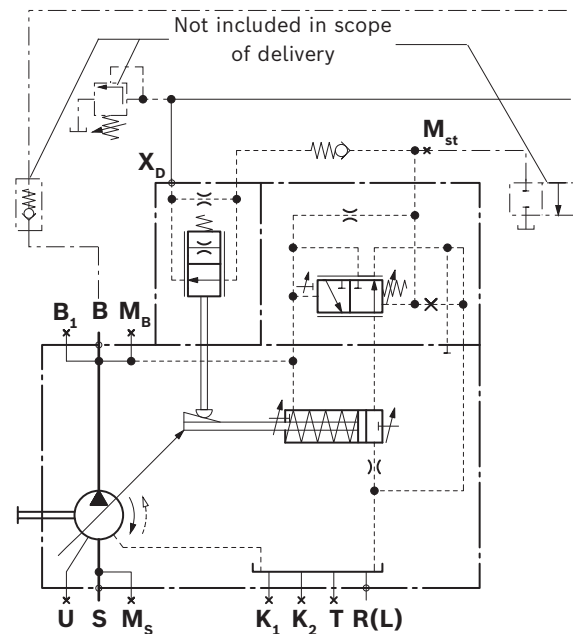 Not included in scope
of delivery
M_st
X_D
B_1 B M_B
U S M_S K_1 K_2 T R(L)